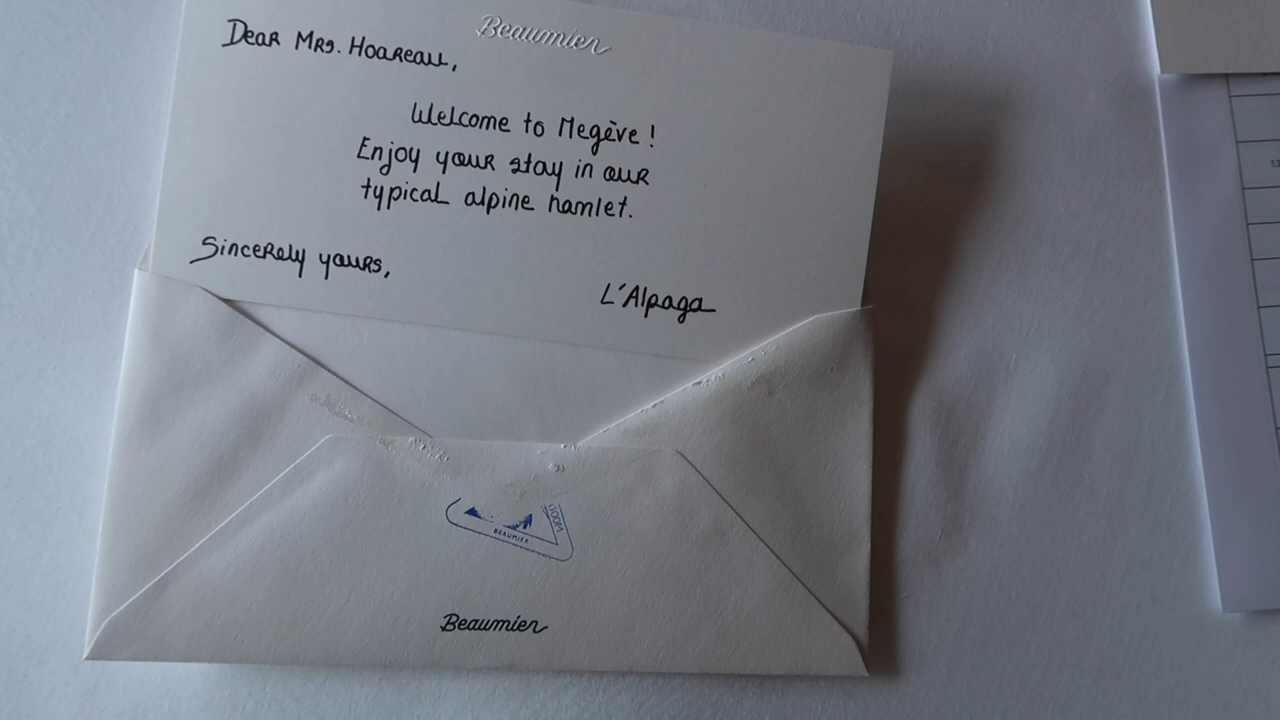 Beaumier
Dear Mrs. Hoareau,
Welcome to Megève !
Enjoy your stay in our
typical alpine hamlet.
Sincerely yours,
L'Alpaga
BEAUMIER
Beaumier